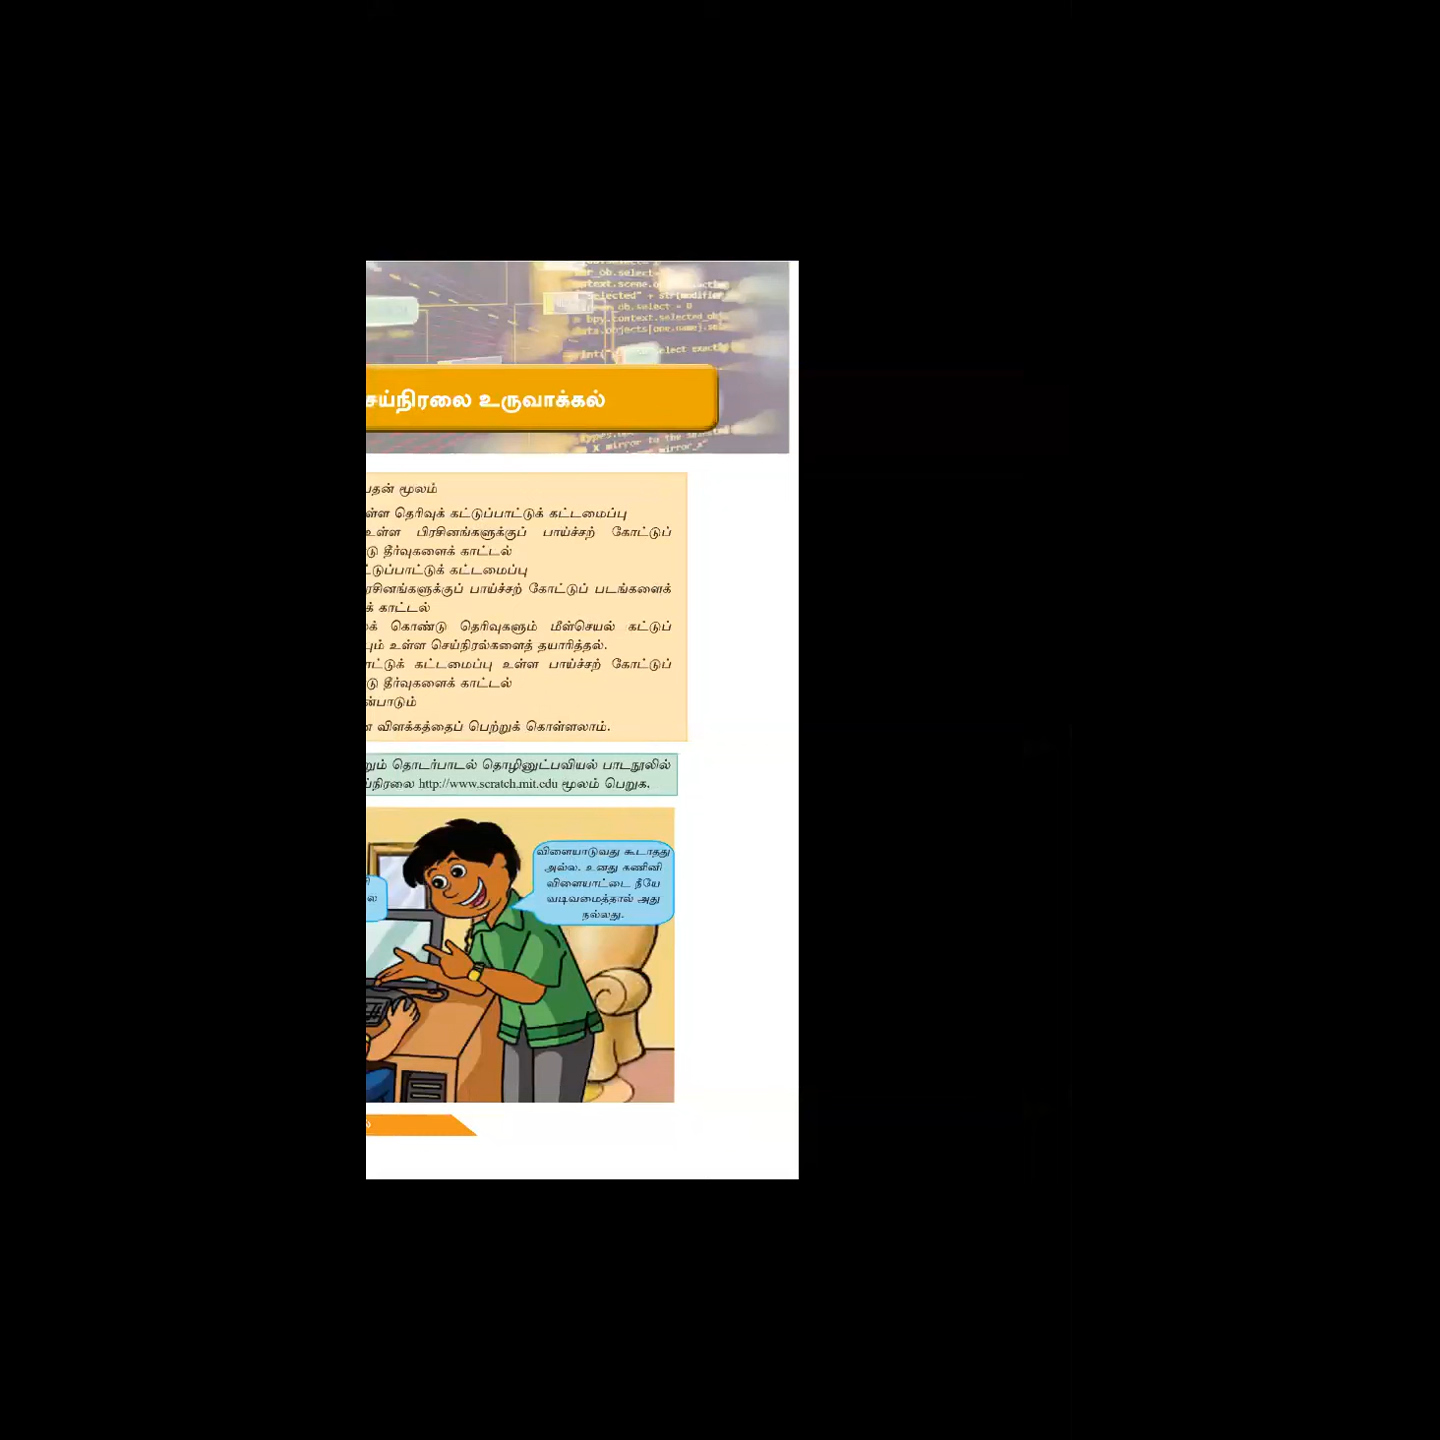 சய்நிரலை உருவாக்கல்
பதன் மூலம்
ள்ள தெரிவுக் கட்டுப்பாட்டுக் கட்டமைப்பு
உள்ள பிரசினங்களுக்குப் பாய்ச்சற் கோட்டுப்
டு தீர்வுகளைக் காட்டல்
ட்டுப்பாட்டுக் கட்டமைப்பு
ரசினங்களுக்குப் பாய்ச்சற் கோட்டுப் படங்களைக்
க் காட்டல்
கொண்டு தெரிவுகளும் மீள்செயல் கட்டுப்
பும் உள்ள செய்நிரல்களைத் தயாரித்தல்.
ாட்டுக் கட்டமைப்பு உள்ள பாய்ச்சற் கோட்டுப்
டு தீர்வுகளைக் காட்டல்
ன்பாடும்
விளக்கத்தைப் பெற்றுக் கொள்ளலாம்.
றும் தொடர்பாடல் தொழினுட்பவியல் பாடநூலில்
ய்நிரலை http://www.scratch.mit.edu மூலம் பெறுக.
விளையாடுவது கூடாதது
அல்ல. உனது கணினி
விளையாட்டை நீயே
வடிவமைத்தால் அது
நல்லது.